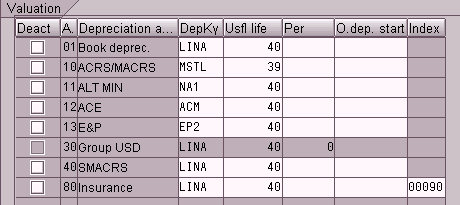 Valuation
Deact A. Depreciation a... DepKy Usfl life Per O.dep. start Index
01 Book deprec. LINA 40
10 ACRS/MACRS MSTL 39
11 ALT MIN NA1 40
12 ACE ACM 40
13 E&P EP2 40
30 Group USD LINA 40 0
40 SMACRS LINA 40
80 Insurance LINA 40 00090